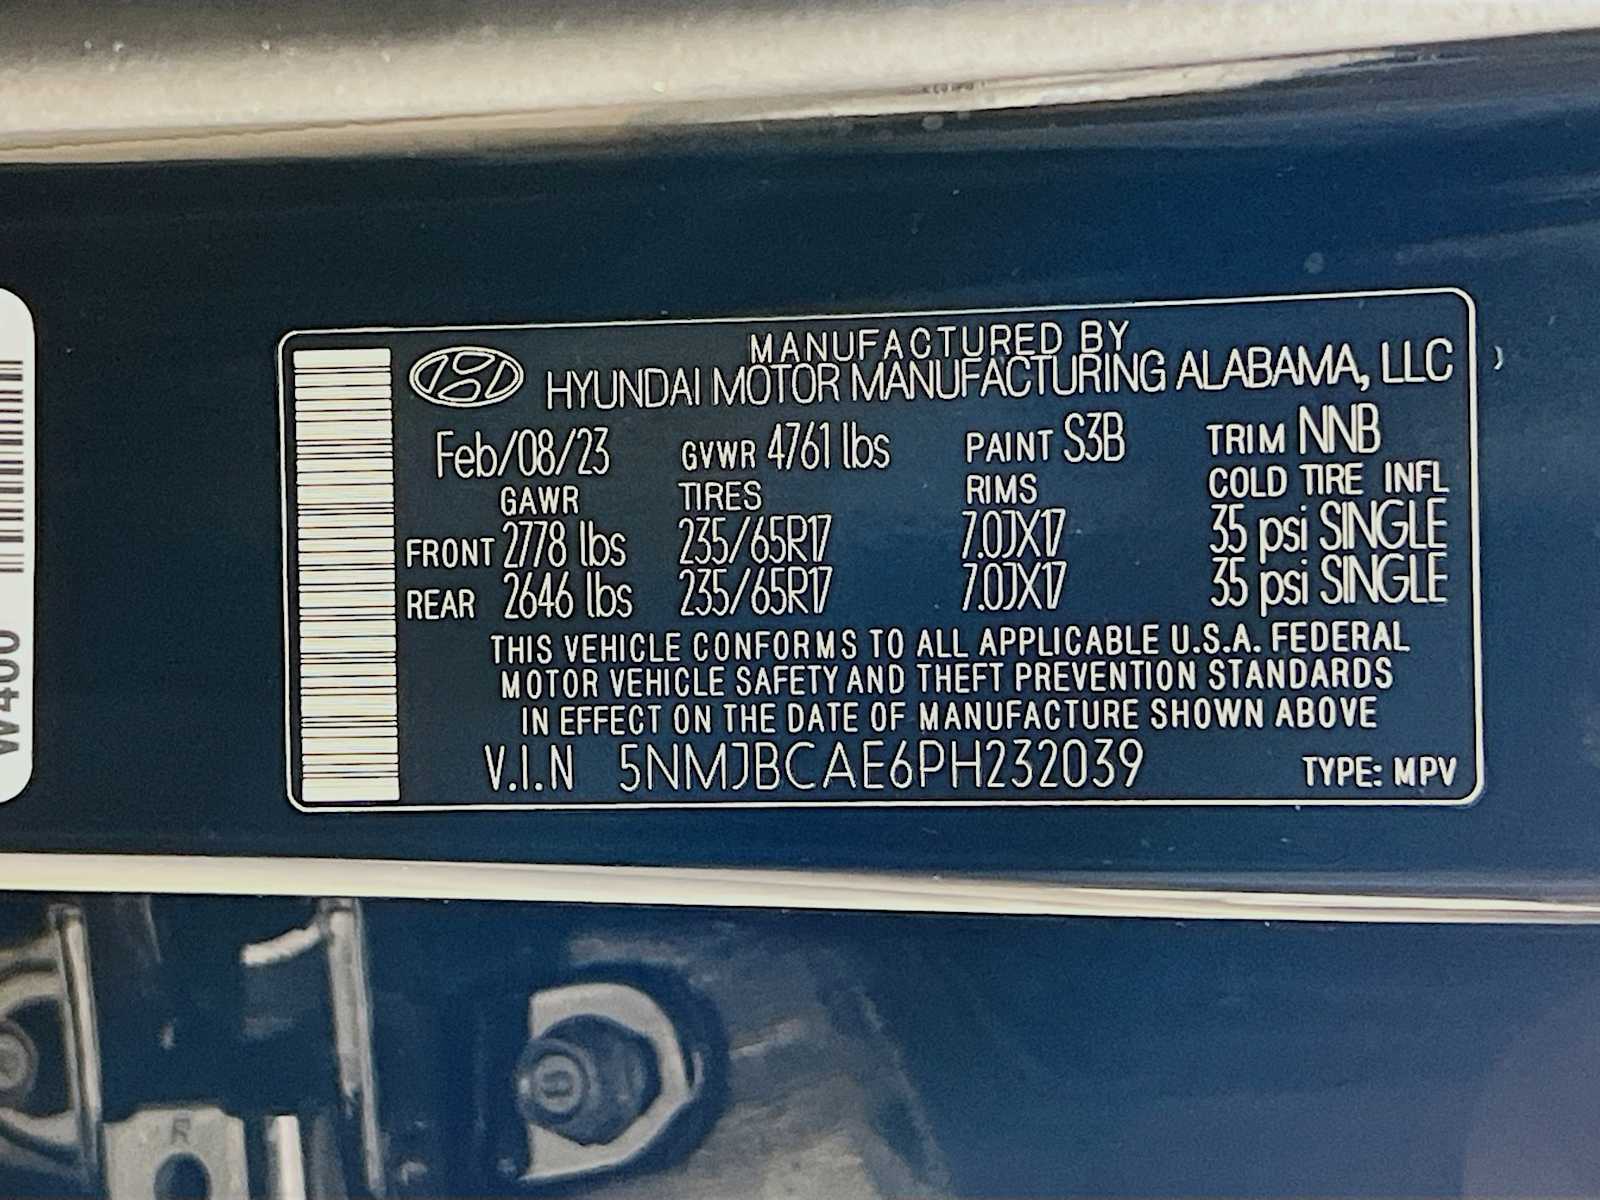 MANUFACTURED BY
HYUNDAI MOTOR MANUFACTURING ALABAMA, LLC
Feb/08/23 GVWR 4761 lbs PAINT S3B TRIM NNB
GAWR TIRES RIMS COLD TIRE INFL
FRONT 2778 lbs 235/65R17 7.0JX17 35 psi SINGLE
REAR 2646 lbs 235/65R17 7.0JX17 35 psi SINGLE
THIS VEHICLE CONFORMS TO ALL APPLICABLE U.S.A. FEDERAL
MOTOR VEHICLE SAFETY AND THEFT PREVENTION STANDARDS
IN EFFECT ON THE DATE OF MANUFACTURE SHOWN ABOVE
V.I.N 5NMJBCAE6PH232039 TYPE: MPV
R